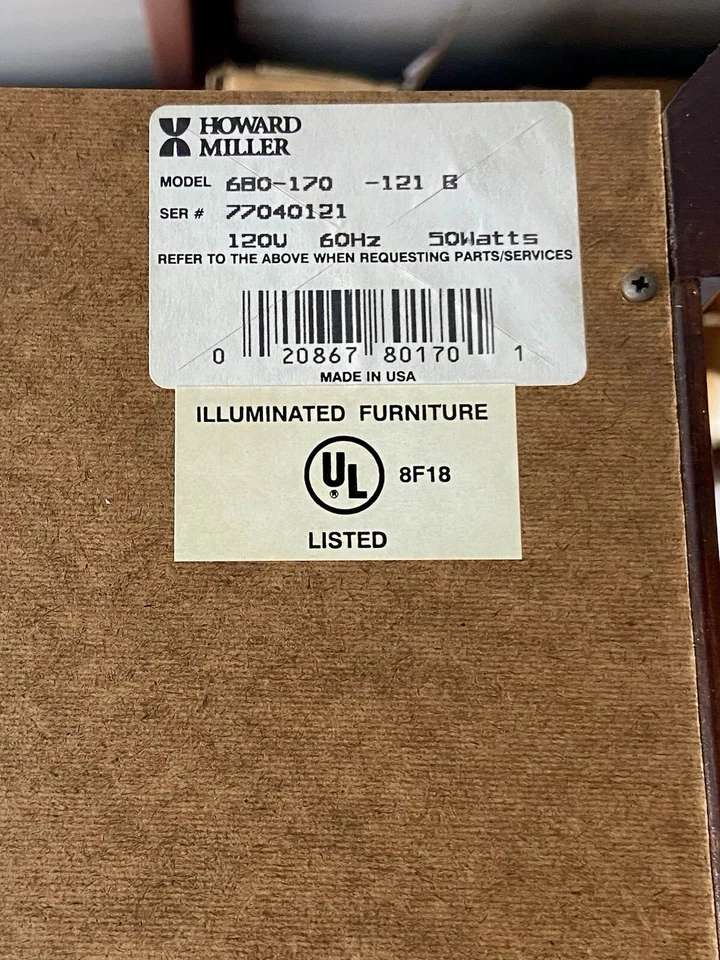 HOWARD
MILLER
MODEL 680-170 -121 B
SER # 77040121
120V 60Hz 50Watts
REFER TO THE ABOVE WHEN REQUESTING PARTS/SERVICES
0 20867 80170 1
MADE IN USA
ILLUMINATED FURNITURE
UL ® 8F18
LISTED